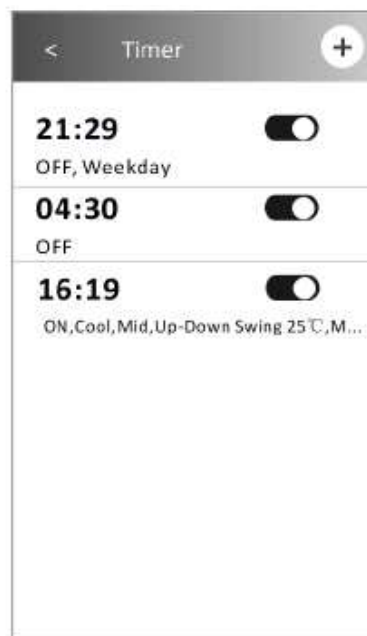 < Timer +
21:29
OFF, Weekday
04:30
OFF
16:19
ON,Cool,Mid,Up-Down Swing 25℃,M...